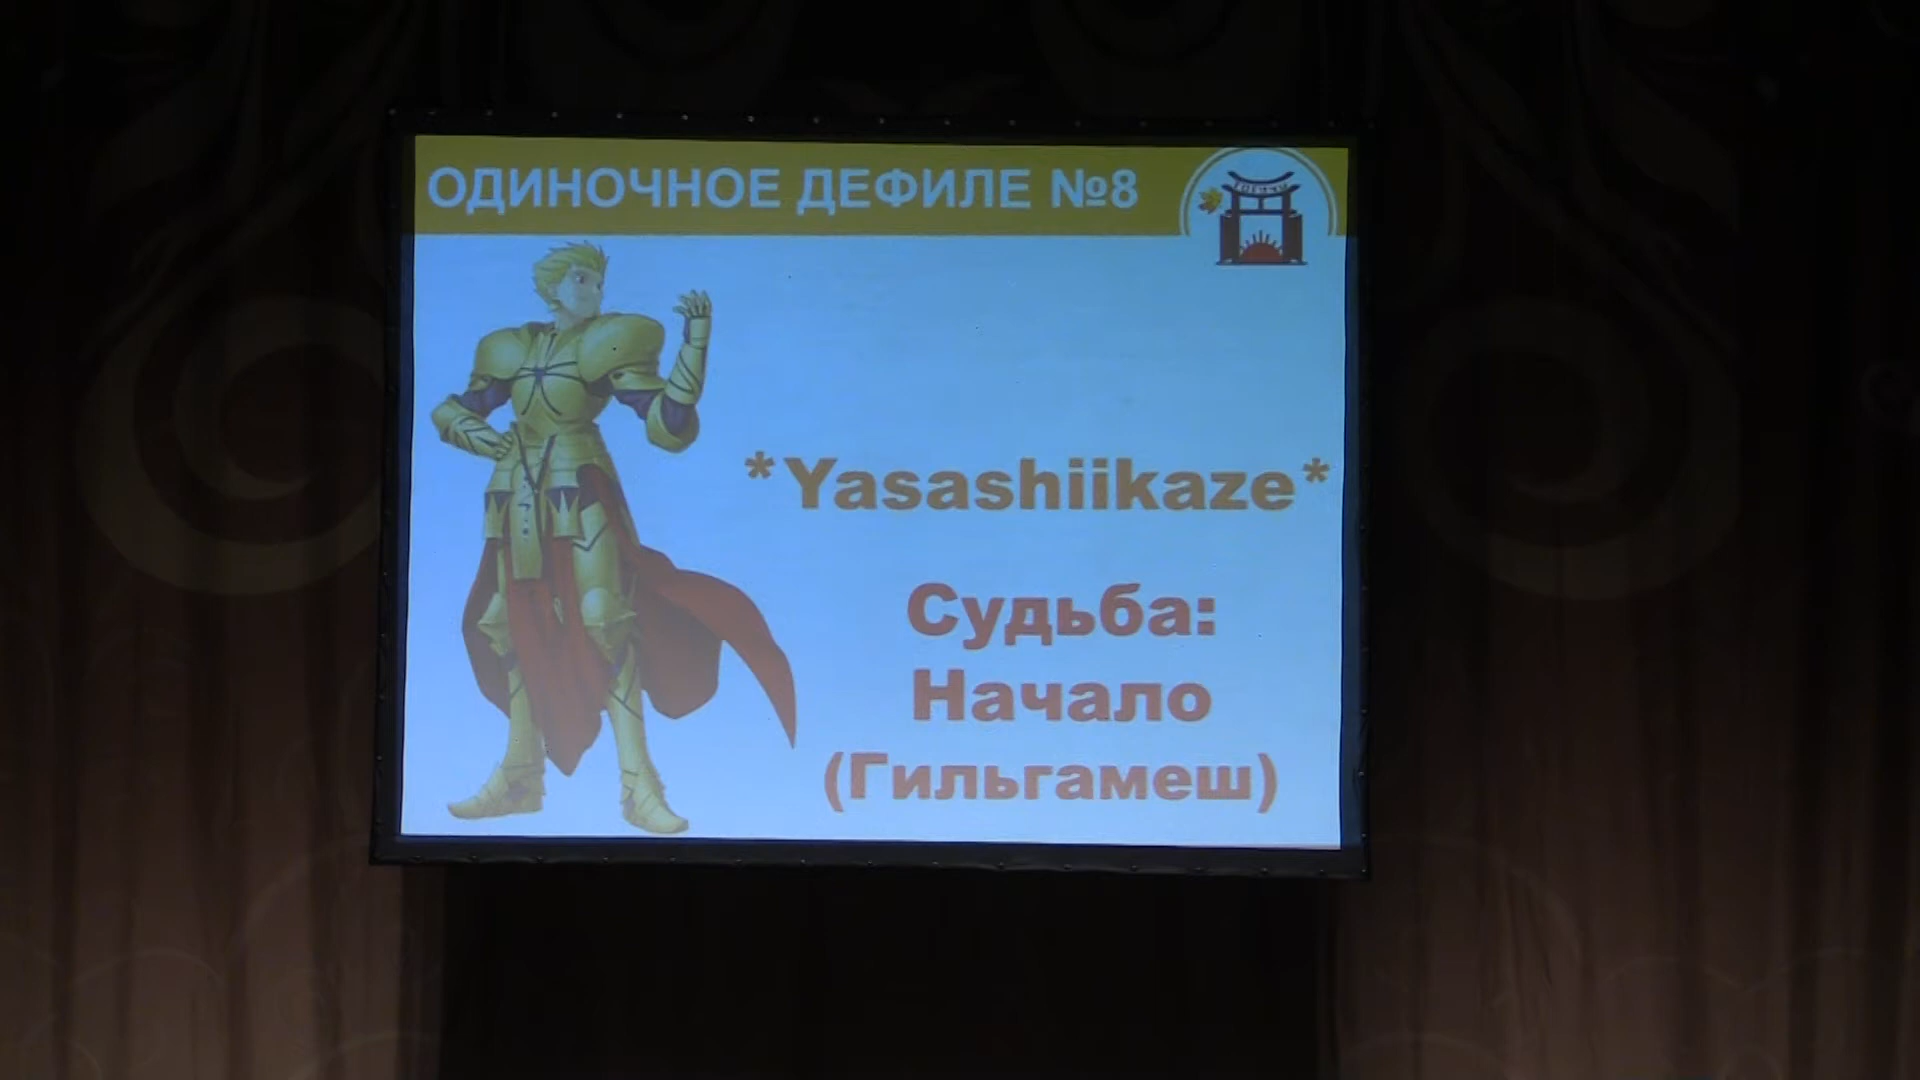 ОДИНОЧНОЕ ДЕФИЛЕ №8
*Yasashiikaze*
Судьба:
Начало
(Гильгамеш)